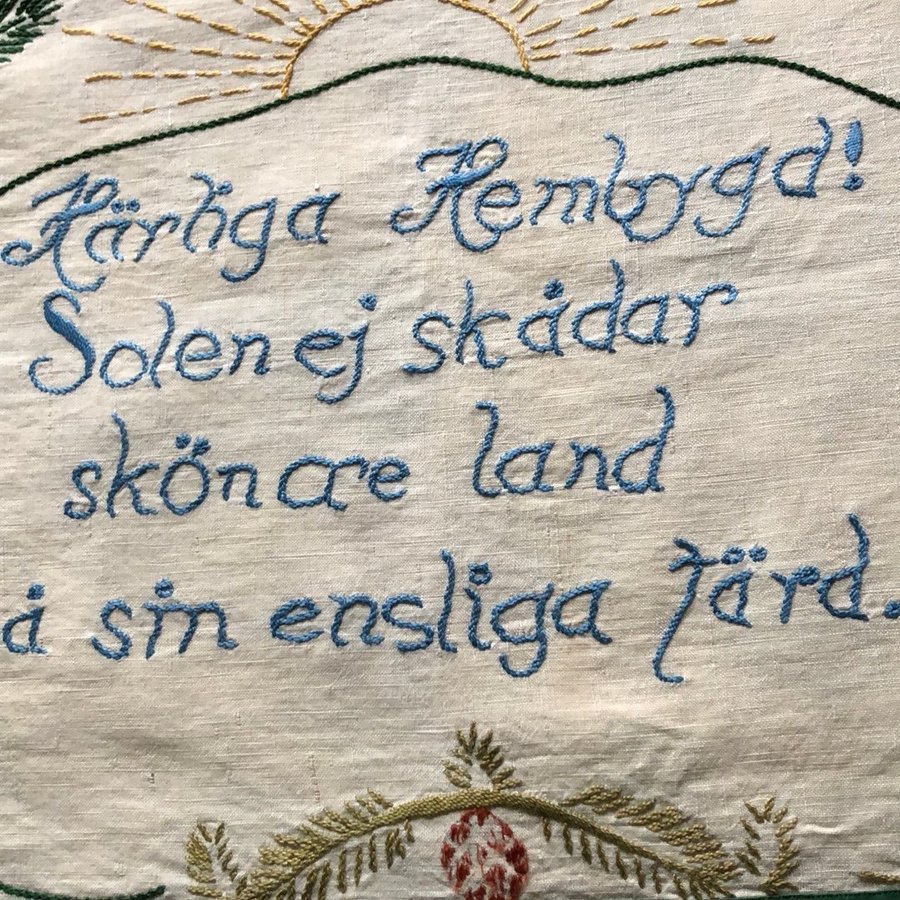 Härliga Hembygd!
Solen ej skådar
skönare land
å sin ensliga färd.